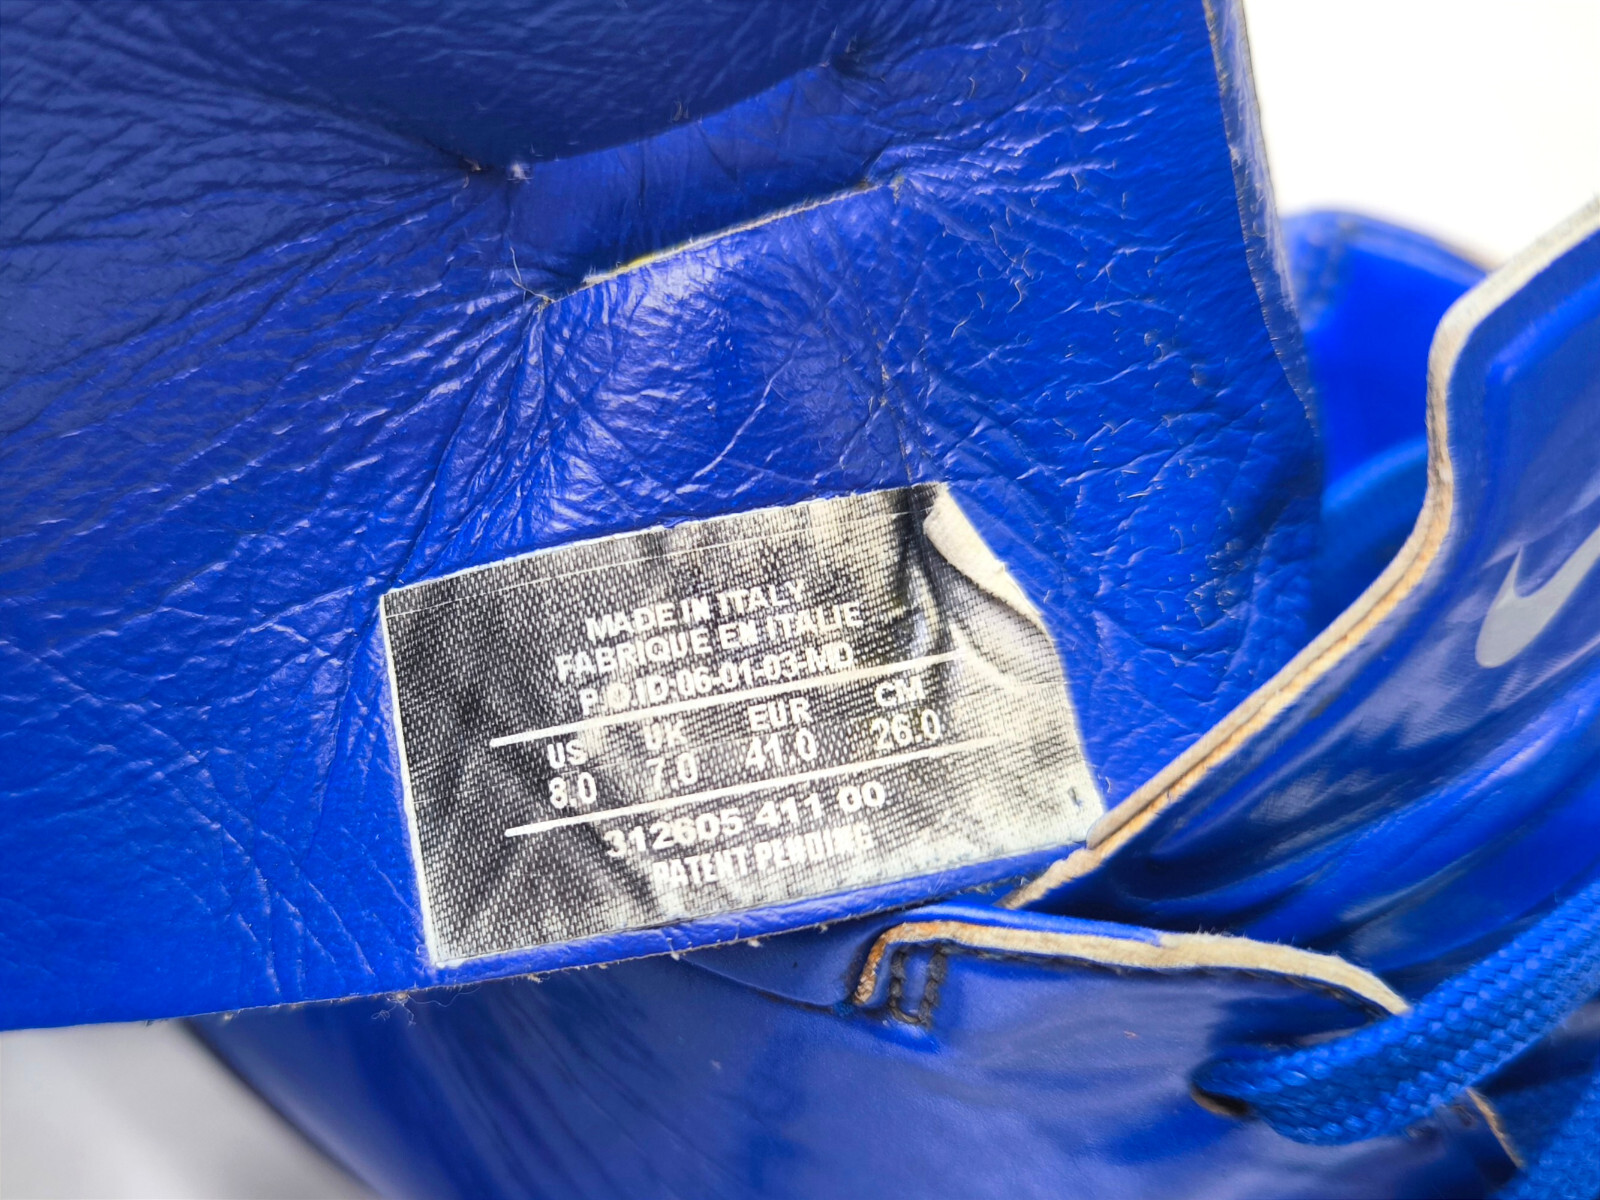 MADE IN ITALY
FABRIQUE EN ITALIE
P.O.ID 06-01-03-MD
US UK EUR CM
8.0 7.0 41.0 26.0
312605 411 00
PATENT PENDING